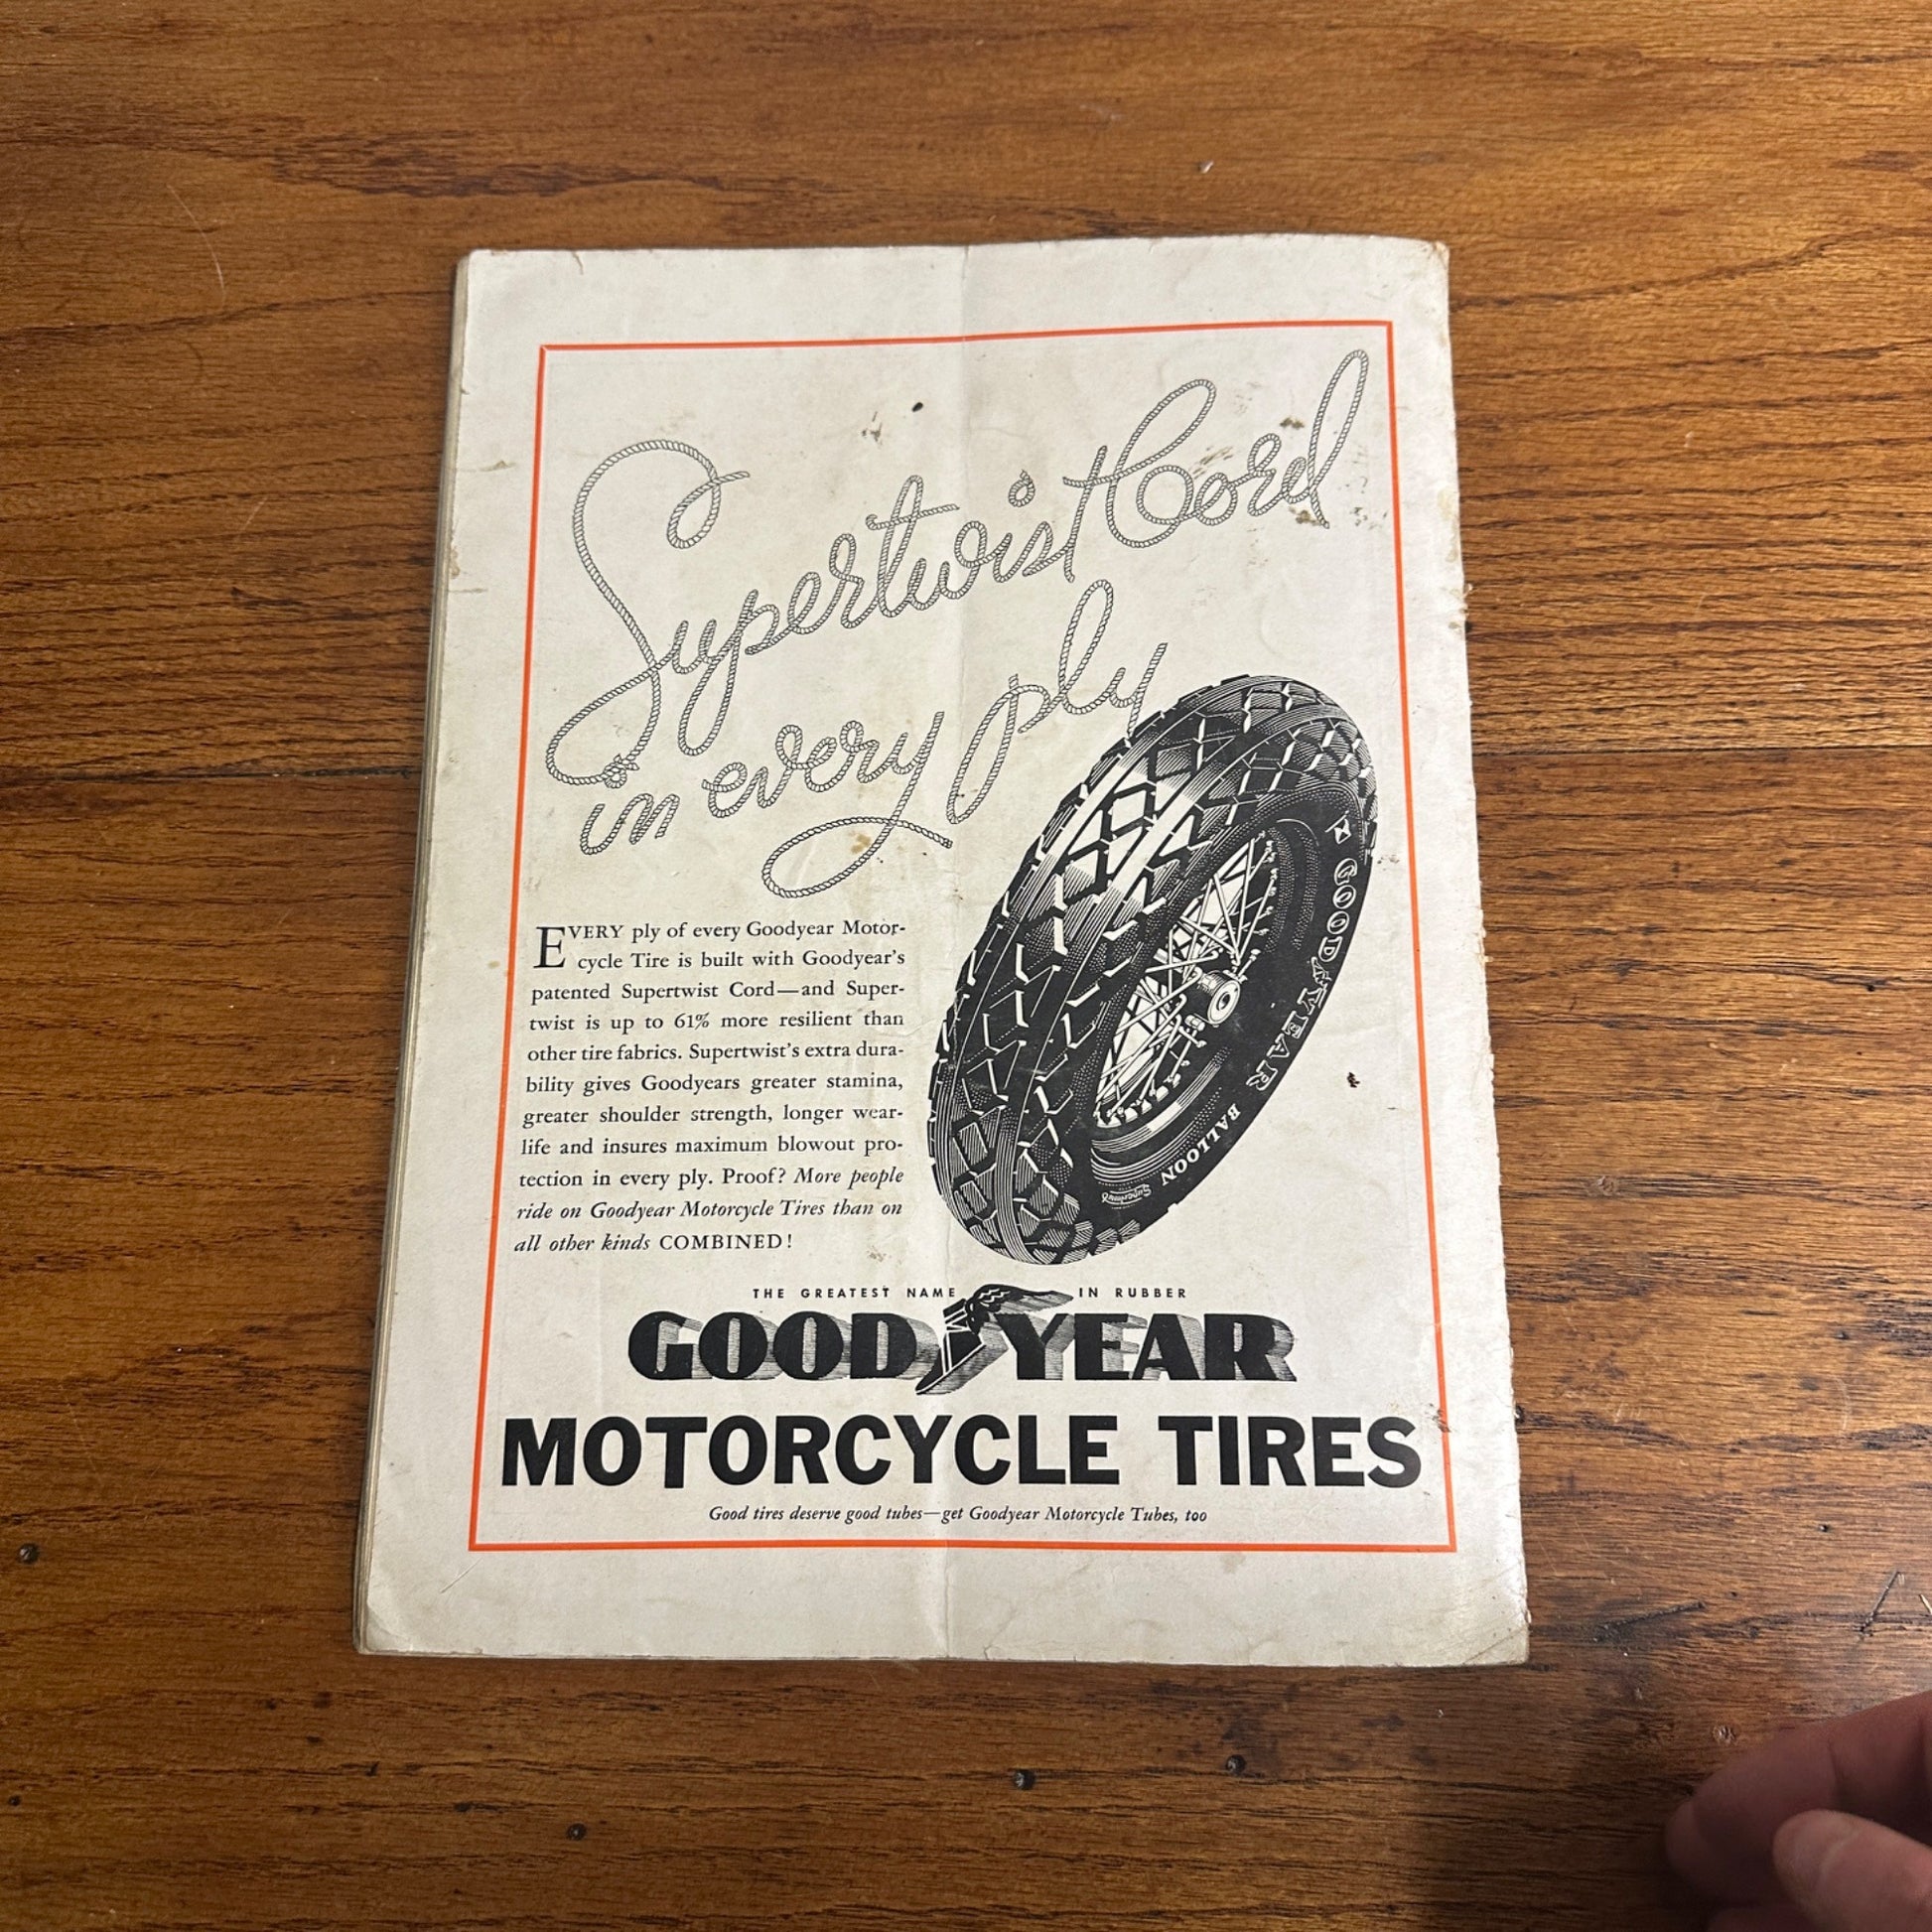 Supertwist Cord
in every ply
EVERY ply of every Goodyear Motor-
cycle Tire is built with Goodyear's
patented Supertwist Cord—and Super-
twist is up to 61% more resilient than
other tire fabrics. Supertwist's extra dura-
bility gives Goodyears greater stamina,
greater shoulder strength, longer wear-
life and insures maximum blowout pro-
tection in every ply. Proof? More people
ride on Goodyear Motorcycle Tires than on
all other kinds COMBINED!
GOODYEAR
BALLOON
Supertwist
THE GREATEST NAME IN RUBBER
GOODYEAR
MOTORCYCLE TIRES
Good tires deserve good tubes—get Goodyear Motorcycle Tubes, too